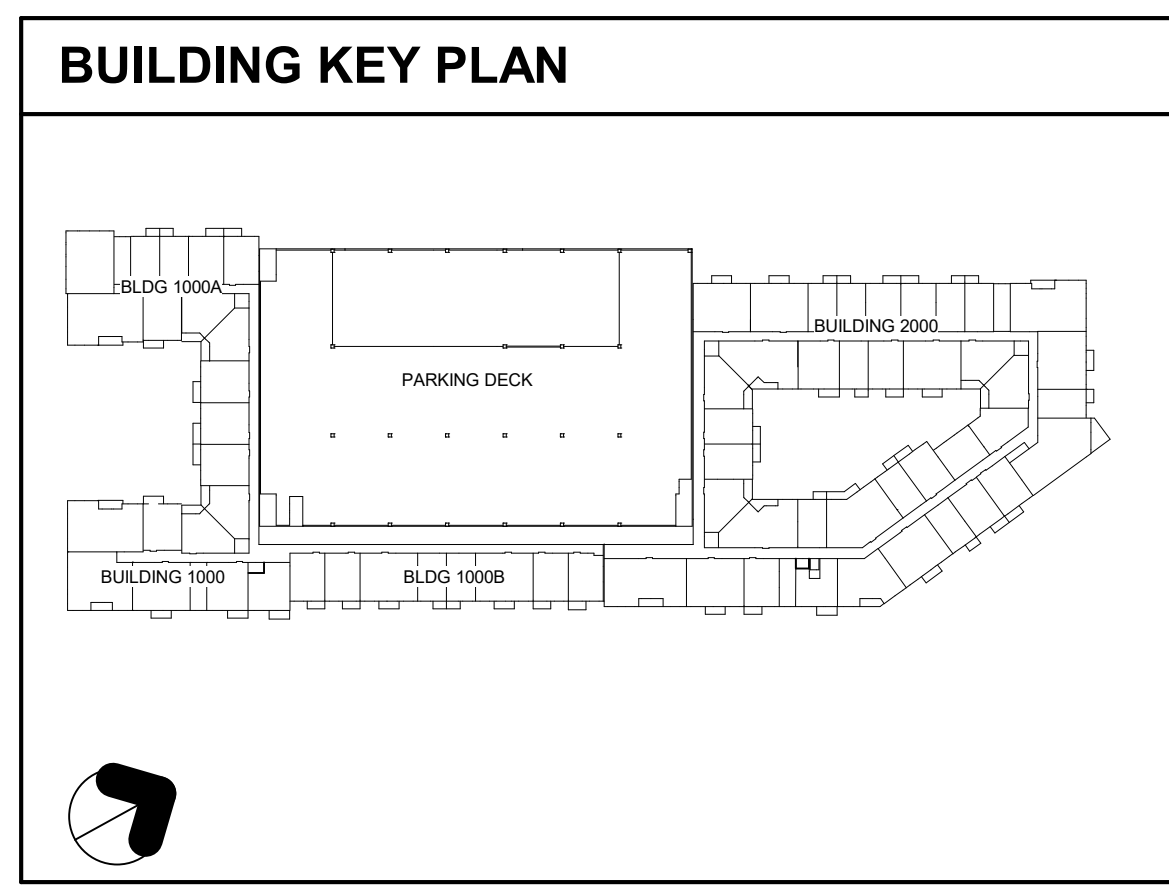 BUILDING KEY PLAN
BLDG 1000A
BUILDING 2000
PARKING DECK
BUILDING 1000
BLDG 1000B